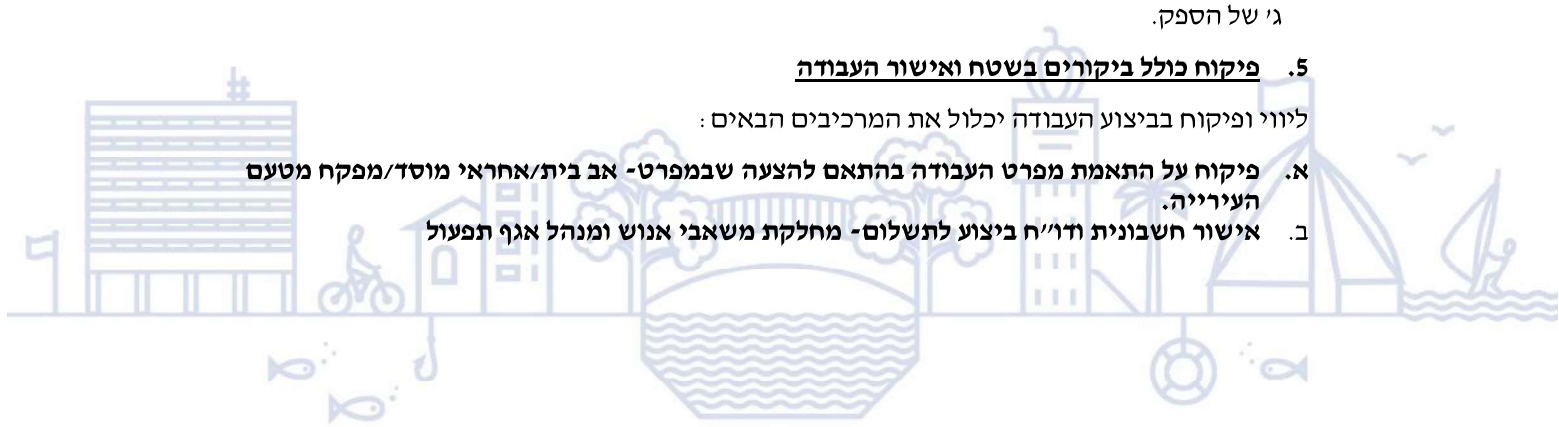 ג' של הספק.
5. פיקוח כולל ביקורים בשטח ואישור העבודה
ליווי ופיקוח בביצוע העבודה יכלול את המרכיבים הבאים:
א. פיקוח על התאמת מפרט העבודה בהתאם להצעה שבמפרט- אב בית/אחראי מוסד/מפקח מטעם
העירייה.
ב. אישור חשבונית ודו"ח ביצוע לתשלום- מחלקת משאבי אנוש ומנהל אגף תפעול